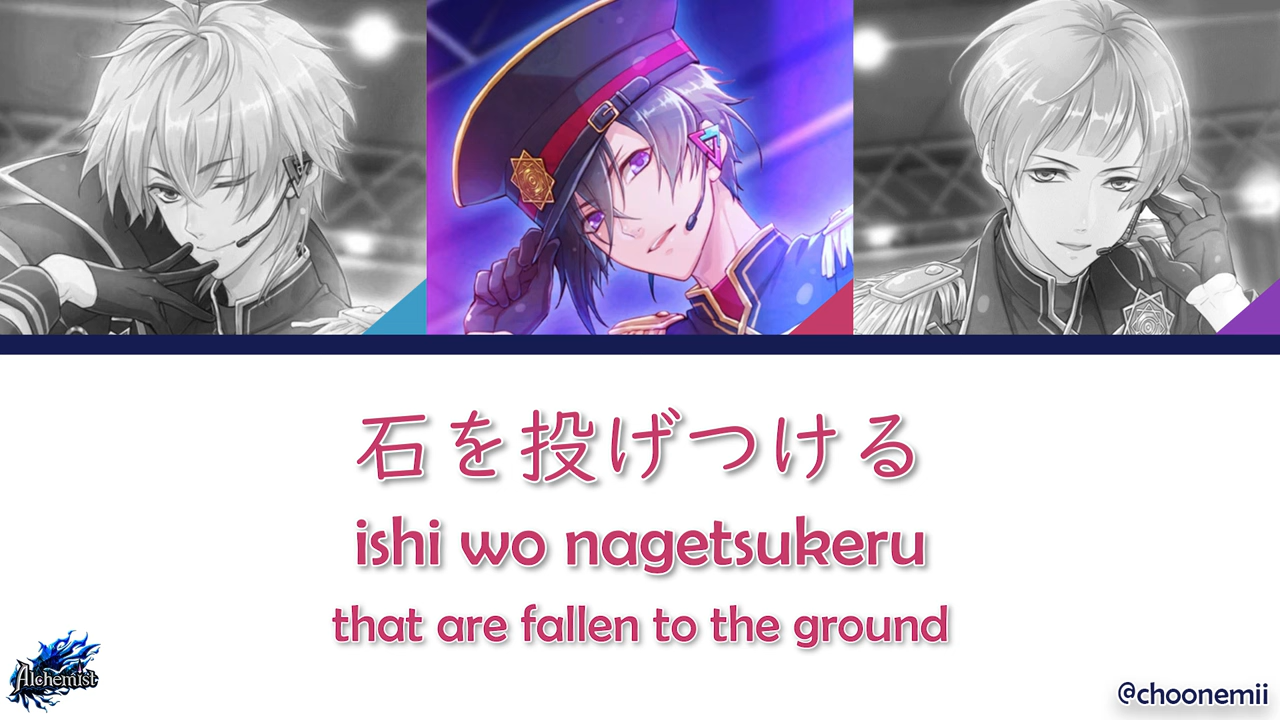 石を投げつける
ishi wo nagetsukeru
that are fallen to the ground
Alchemist
@choonemii